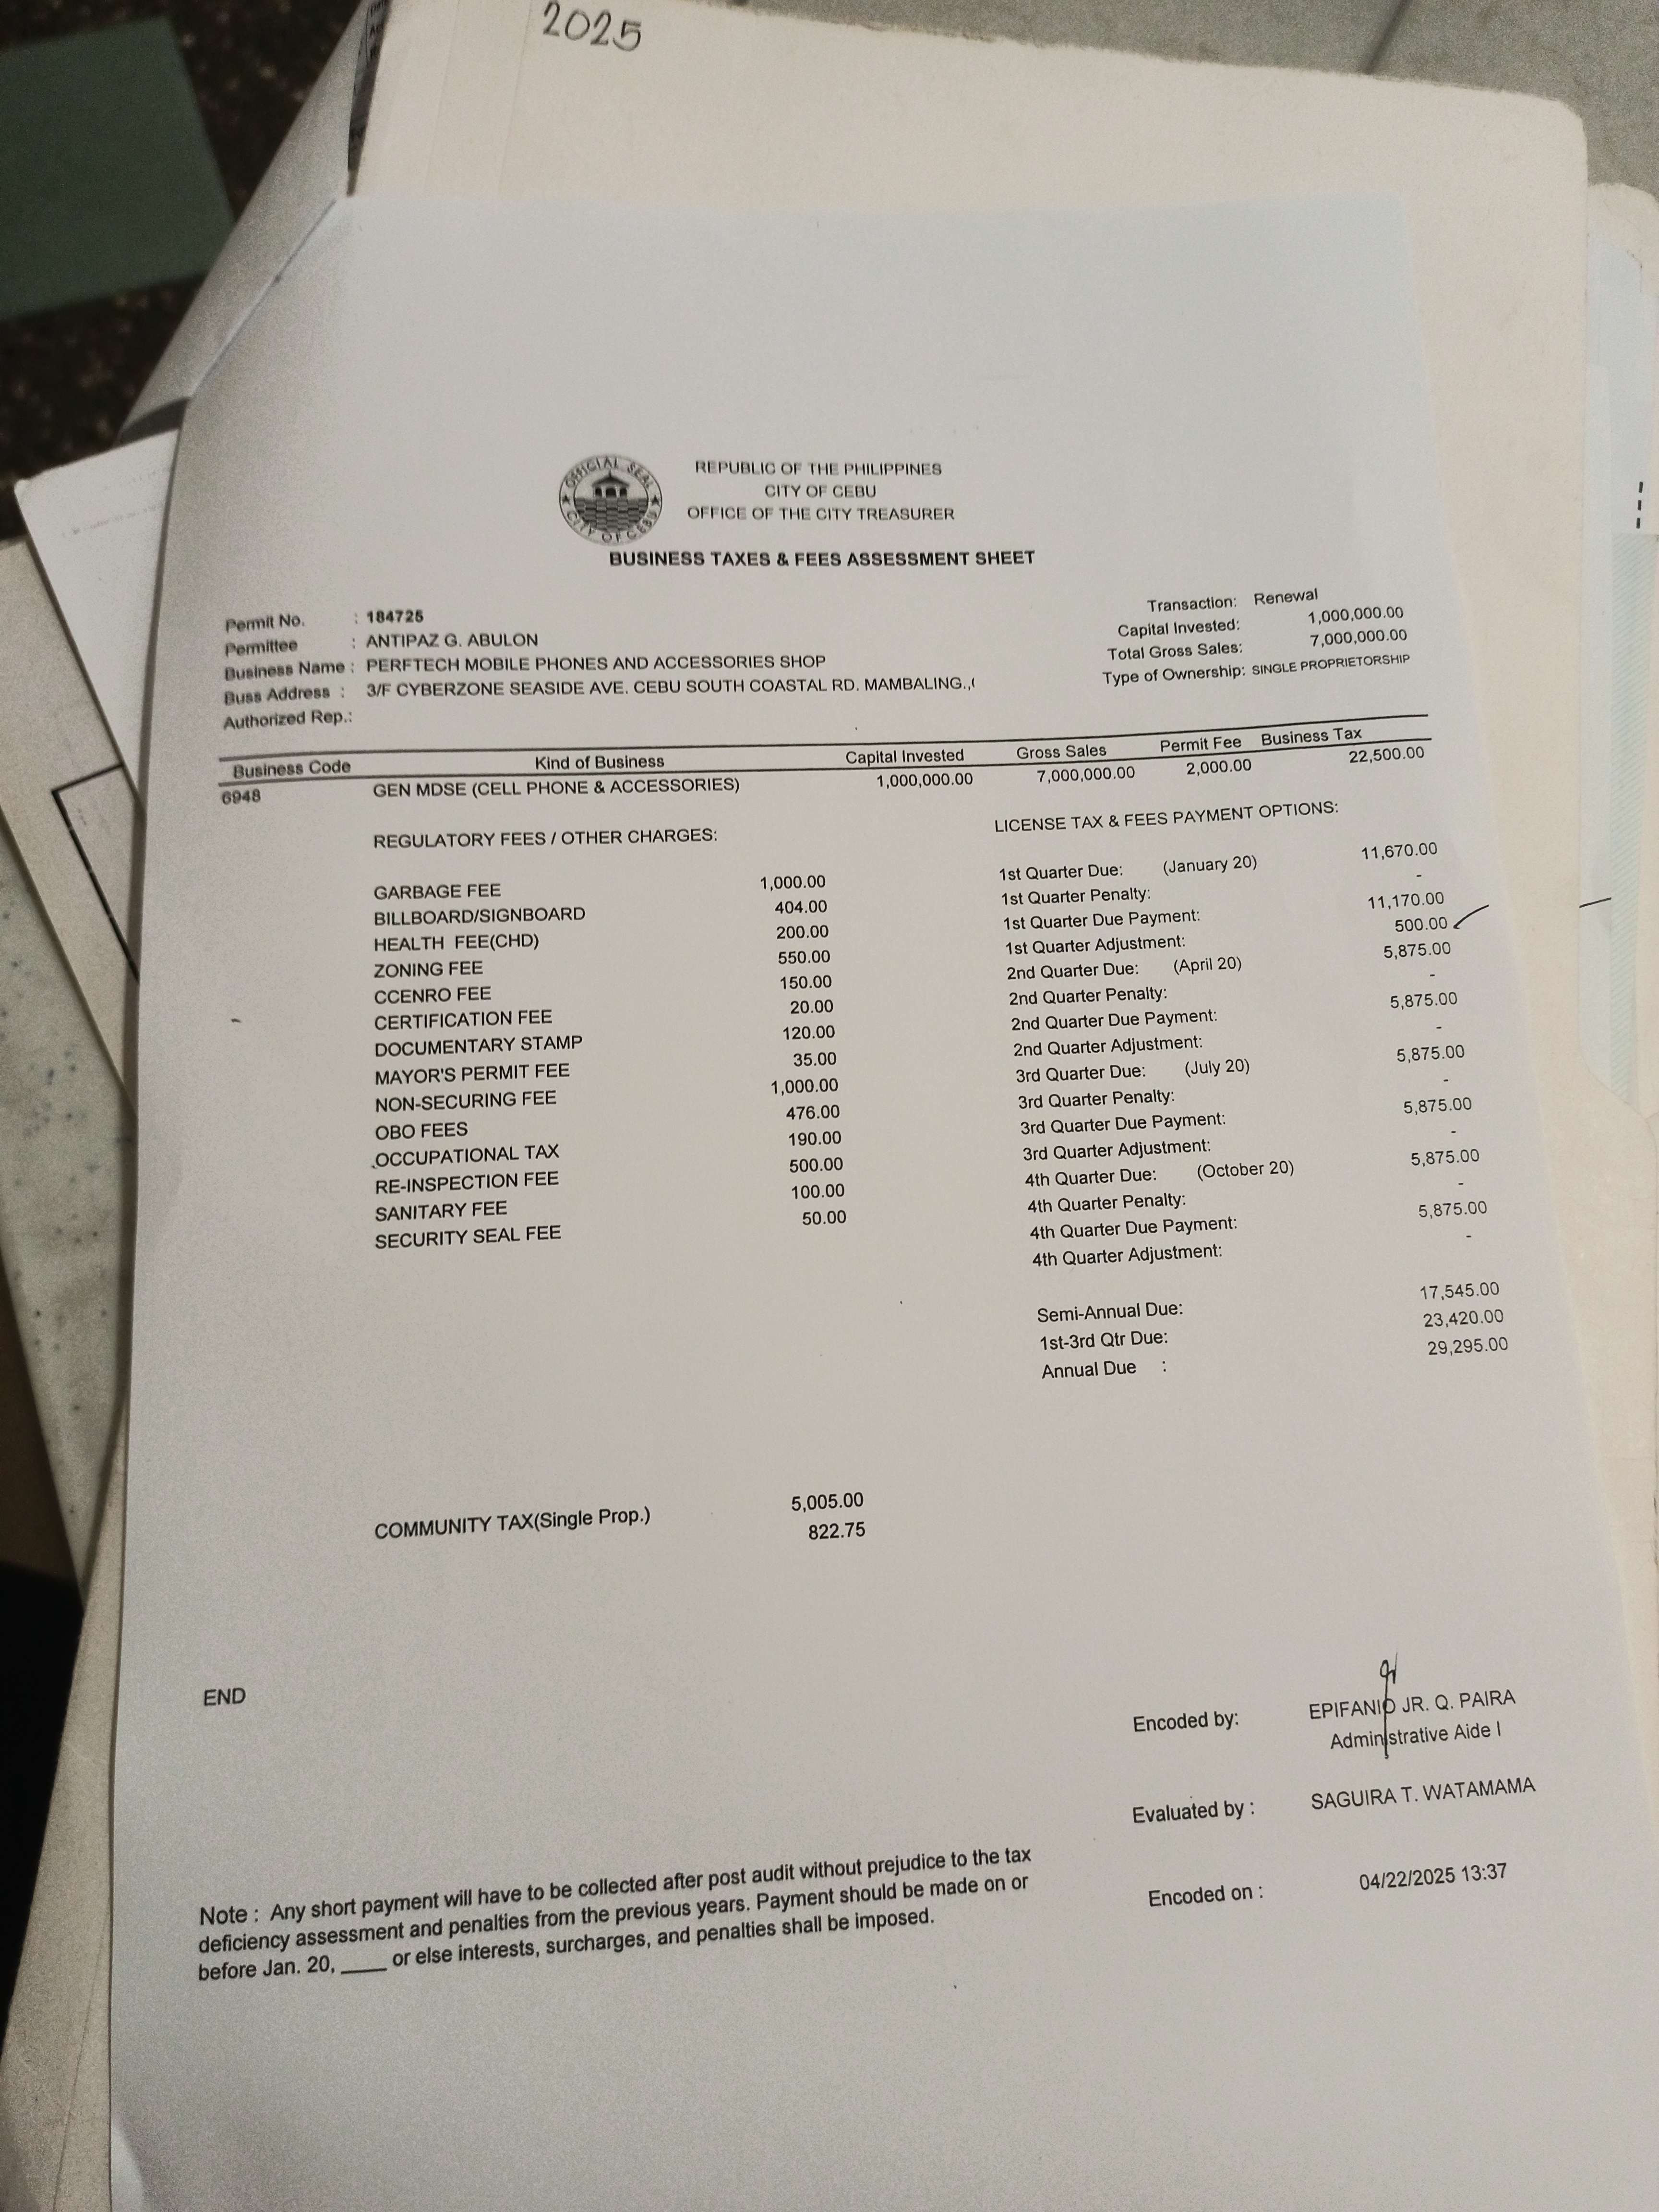 2025
OFFICIAL SEAL
CITY OF CEBU
REPUBLIC OF THE PHILIPPINES
CITY OF CEBU
OFFICE OF THE CITY TREASURER
BUSINESS TAXES & FEES ASSESSMENT SHEET
Permit No. : 184725
Permittee : ANTIPAZ G. ABULON
Business Name : PERFTECH MOBILE PHONES AND ACCESSORIES SHOP
Buss Address : 3/F CYBERZONE SEASIDE AVE. CEBU SOUTH COASTAL RD. MAMBALING.,(
Authorized Rep.:
Transaction: Renewal
Capital Invested: 1,000,000.00
Total Gross Sales: 7,000,000.00
Type of Ownership: SINGLE PROPRIETORSHIP
Business Code Kind of Business Capital Invested Gross Sales Permit Fee Business Tax
6948 GEN MDSE (CELL PHONE & ACCESSORIES) 1,000,000.00 7,000,000.00 2,000.00 22,500.00
REGULATORY FEES / OTHER CHARGES:
GARBAGE FEE 1,000.00
BILLBOARD/SIGNBOARD 404.00
HEALTH FEE(CHD) 200.00
ZONING FEE 550.00
CCENRO FEE 150.00
CERTIFICATION FEE 20.00
DOCUMENTARY STAMP 120.00
MAYOR'S PERMIT FEE 35.00
NON-SECURING FEE 1,000.00
OBO FEES 476.00
OCCUPATIONAL TAX 190.00
RE-INSPECTION FEE 500.00
SANITARY FEE 100.00
SECURITY SEAL FEE 50.00
LICENSE TAX & FEES PAYMENT OPTIONS:
1st Quarter Due: (January 20) 11,670.00
1st Quarter Penalty: -
1st Quarter Due Payment: 11,170.00
1st Quarter Adjustment: 500.00
2nd Quarter Due: (April 20) 5,875.00
2nd Quarter Penalty: -
2nd Quarter Due Payment: 5,875.00
2nd Quarter Adjustment: -
3rd Quarter Due: (July 20) 5,875.00
3rd Quarter Penalty: -
3rd Quarter Due Payment: 5,875.00
3rd Quarter Adjustment: -
4th Quarter Due: (October 20) 5,875.00
4th Quarter Penalty: -
4th Quarter Due Payment: 5,875.00
4th Quarter Adjustment: -
Semi-Annual Due: 17,545.00
1st-3rd Qtr Due: 23,420.00
Annual Due : 29,295.00
5,005.00
COMMUNITY TAX(Single Prop.) 822.75
END
Encoded by: EPIFANIO JR. Q. PAIRA
Administrative Aide I
Evaluated by : SAGUIRA T. WATAMAMA
Encoded on : 04/22/2025 13:37
Note : Any short payment will have to be collected after post audit without prejudice to the tax
deficiency assessment and penalties from the previous years. Payment should be made on or
before Jan. 20, ____ or else interests, surcharges, and penalties shall be imposed.